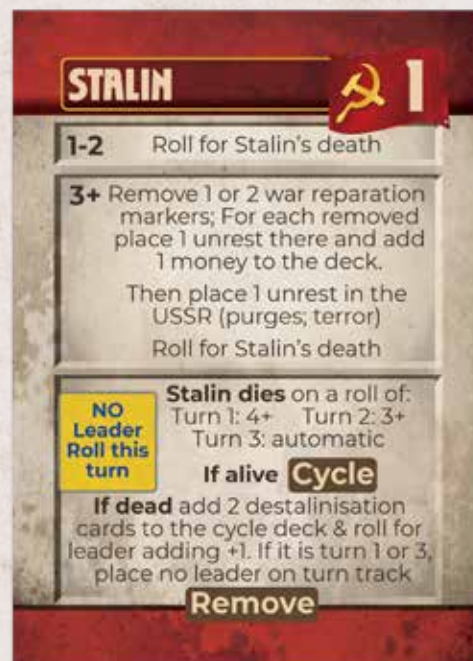 STALIN
1
1-2 Roll for Stalin's death
3+ Remove 1 or 2 war reparation
markers; For each removed
place 1 unrest there and add
1 money to the deck.
Then place 1 unrest in the
USSR (purges; terror)
Roll for Stalin's death
NO
Leader
Roll this
turn
Stalin dies on a roll of:
Turn 1: 4+ Turn 2: 3+
Turn 3: automatic
If alive Cycle
If dead add 2 destalinisation
cards to the cycle deck & roll for
leader adding +1. If it is turn 1 or 3,
place no leader on turn track
Remove